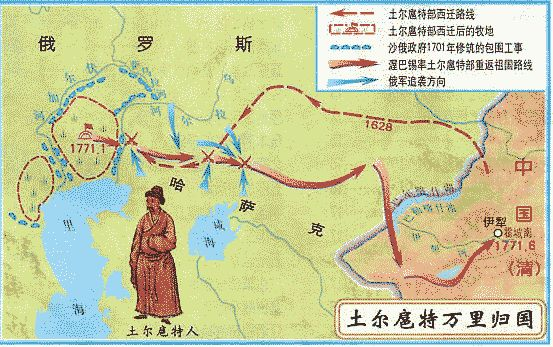 土尔扈特部西迁路线
土尔扈特部西迁后的牧地
沙俄政府1701年修筑的包围工事
渥巴锡率土尔扈特部重返祖国路线
俄军追袭方向
俄罗斯
1628
1771.1
哈萨克
中国
(清)
伊犁
1771.6
里海
咸海
土尔扈特人
土尔扈特万里归国